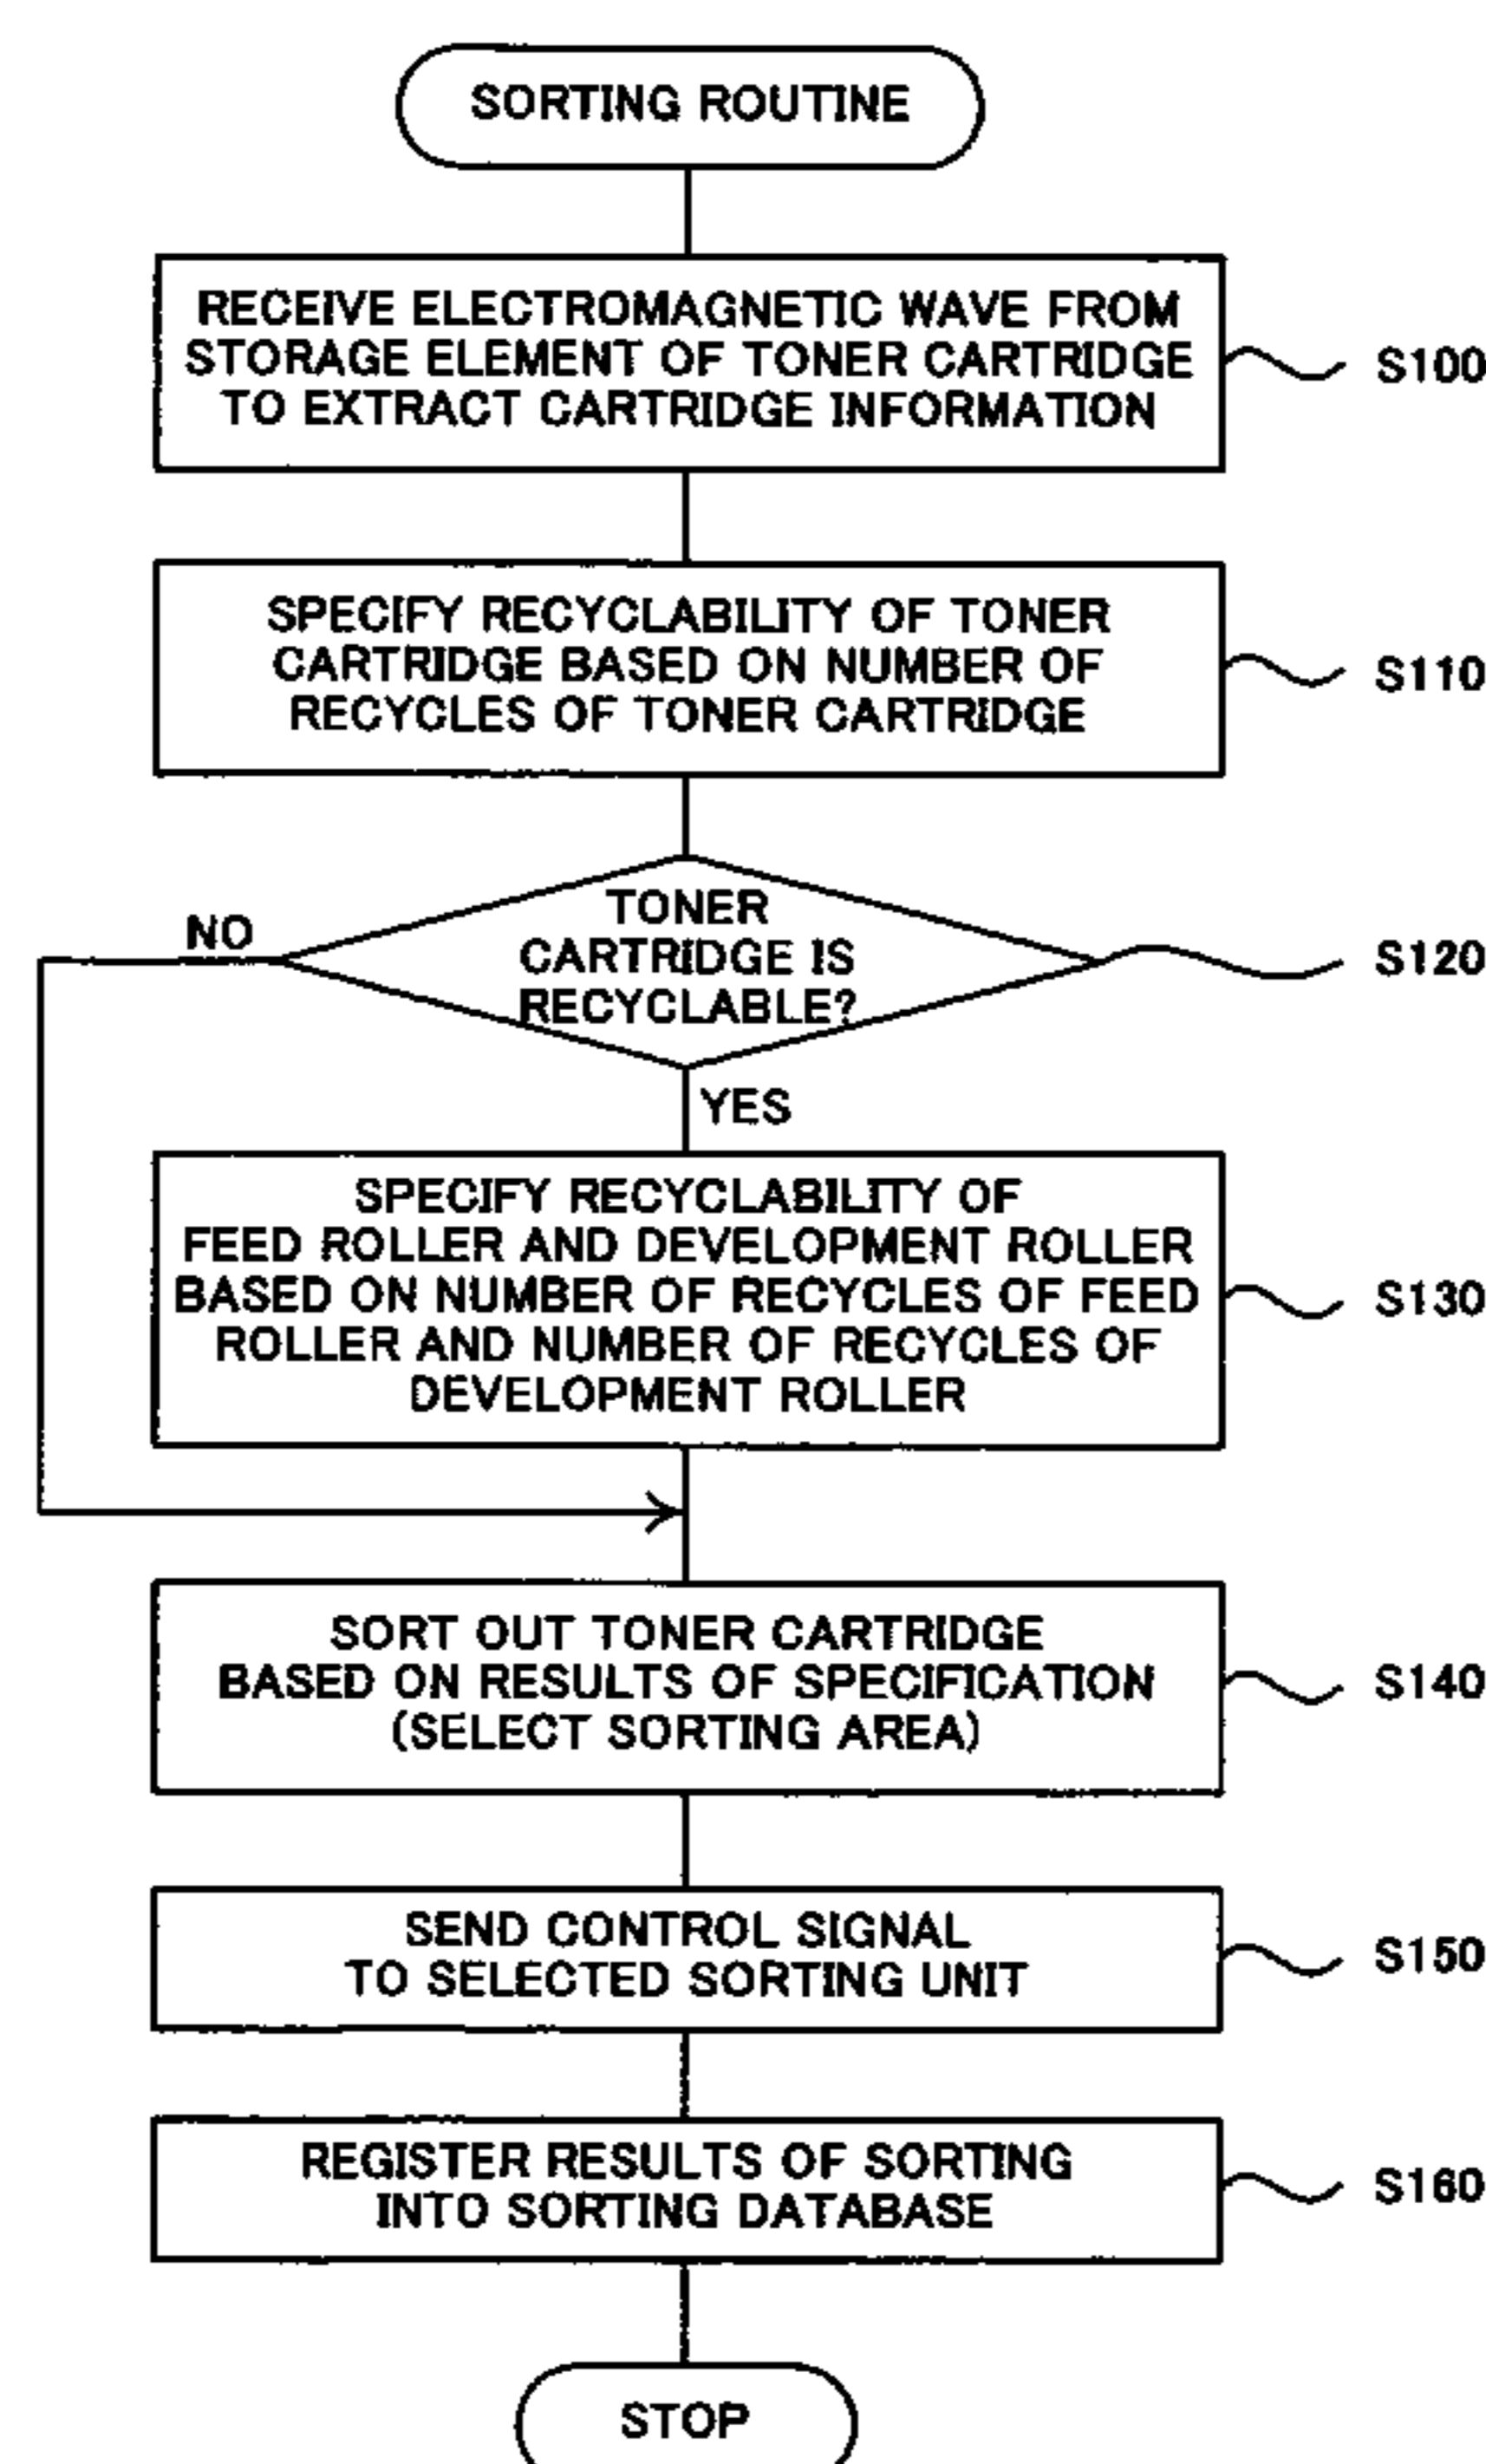 SORTING ROUTINE
RECEIVE ELECTROMAGNETIC WAVE FROM
STORAGE ELEMENT OF TONER CARTRIDGE
TO EXTRACT CARTRIDGE INFORMATION
S100
SPECIFY RECYCLABILITY OF TONER
CARTRIDGE BASED ON NUMBER OF
RECYCLES OF TONER CARTRIDGE
S110
NO
TONER
CARTRIDGE IS
RECYCLABLE?
S120
YES
SPECIFY RECYCLABILITY OF
FEED ROLLER AND DEVELOPMENT ROLLER
BASED ON NUMBER OF RECYCLES OF FEED
ROLLER AND NUMBER OF RECYCLES OF
DEVELOPMENT ROLLER
S130
SORT OUT TONER CARTRIDGE
BASED ON RESULTS OF SPECIFICATION
(SELECT SORTING AREA)
S140
SEND CONTROL SIGNAL
TO SELECTED SORTING UNIT
S150
REGISTER RESULTS OF SORTING
INTO SORTING DATABASE
S160
STOP